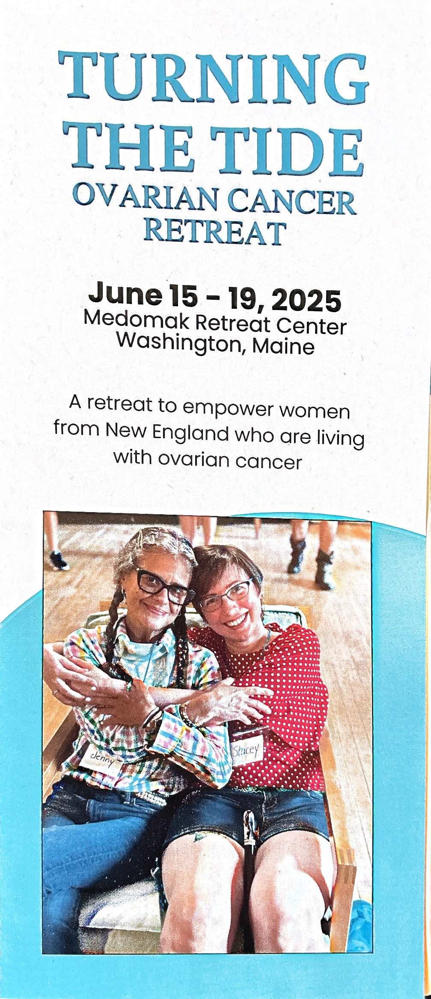 TURNING
THE TIDE
OVARIAN CANCER
RETREAT
June 15 – 19, 2025
Medomak Retreat Center
Washington, Maine
A retreat to empower women
from New England who are living
with ovarian cancer
Jenny
Stacey